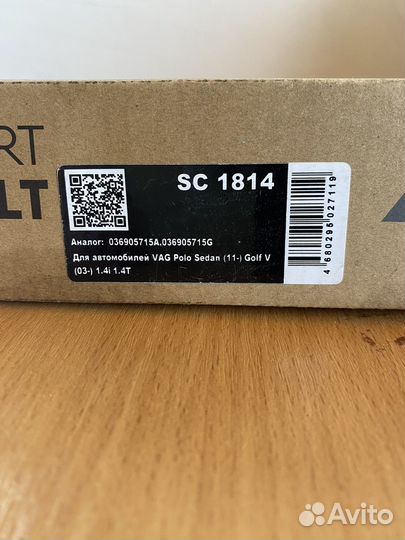 RT
LT
SC 1814
Аналог: 036905715A.036905715G
Для автомобилей VAG Polo Sedan (11-) Golf V
(03-) 1.4i 1.4T
4 680295 027119
Avito